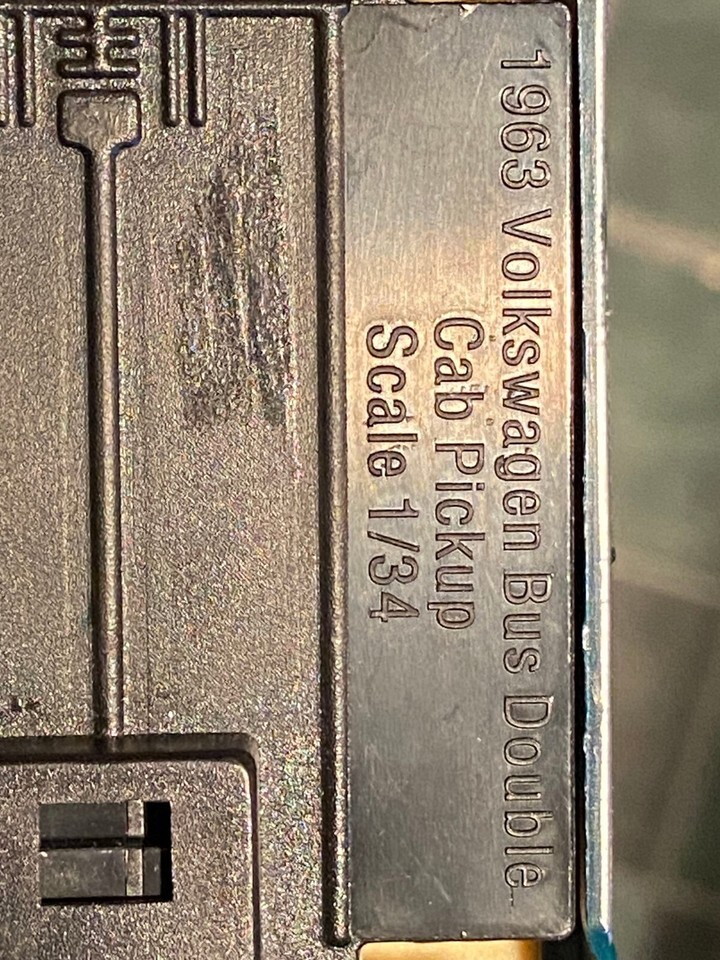 1963 Volkswagen Bus Double
Cab Pickup
Scale 1/34